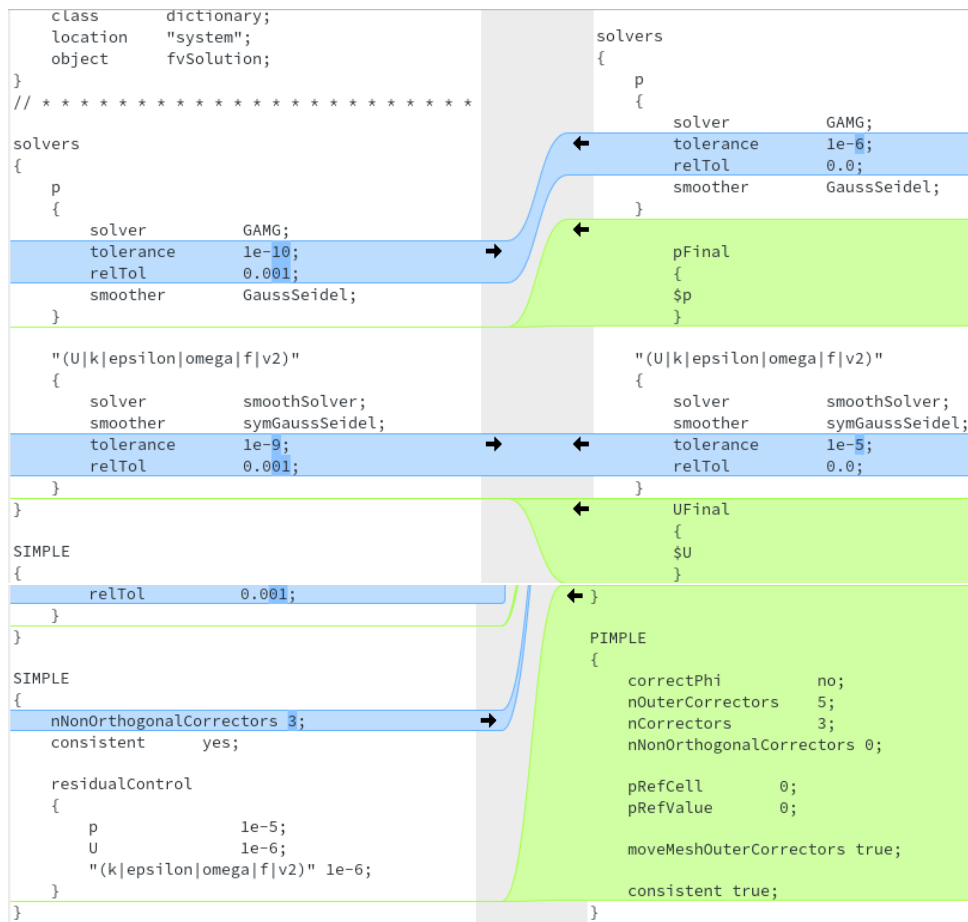 class       dictionary;
location    "system";
object      fvSolution;
}
// * * * * * * * * * * * * * * * * * * * * * * *
solvers
{
p
{
solver          GAMG;
tolerance       1e-10;
relTol          0.001;
smoother        GaussSeidel;
}
"(U|k|epsilon|omega|f|v2)"
{
solver          smoothSolver;
smoother        symGaussSeidel;
tolerance       1e-9;
relTol          0.001;
}
}
SIMPLE
{
solvers
{
p
{
solver          GAMG;
tolerance       1e-6;
relTol          0.0;
smoother        GaussSeidel;
}
pFinal
{
$p
}
"(U|k|epsilon|omega|f|v2)"
{
solver          smoothSolver;
smoother        symGaussSeidel;
tolerance       1e-5;
relTol          0.0;
}
UFinal
{
$U
}
relTol          0.001;
}
}
SIMPLE
{
nNonOrthogonalCorrectors 3;
consistent      yes;
residualControl
{
p               1e-5;
U               1e-6;
"(k|epsilon|omega|f|v2)" 1e-6;
}
}
}
PIMPLE
{
correctPhi          no;
nOuterCorrectors    5;
nCorrectors         3;
nNonOrthogonalCorrectors 0;
pRefCell        0;
pRefValue       0;
moveMeshOuterCorrectors true;
consistent true;
}